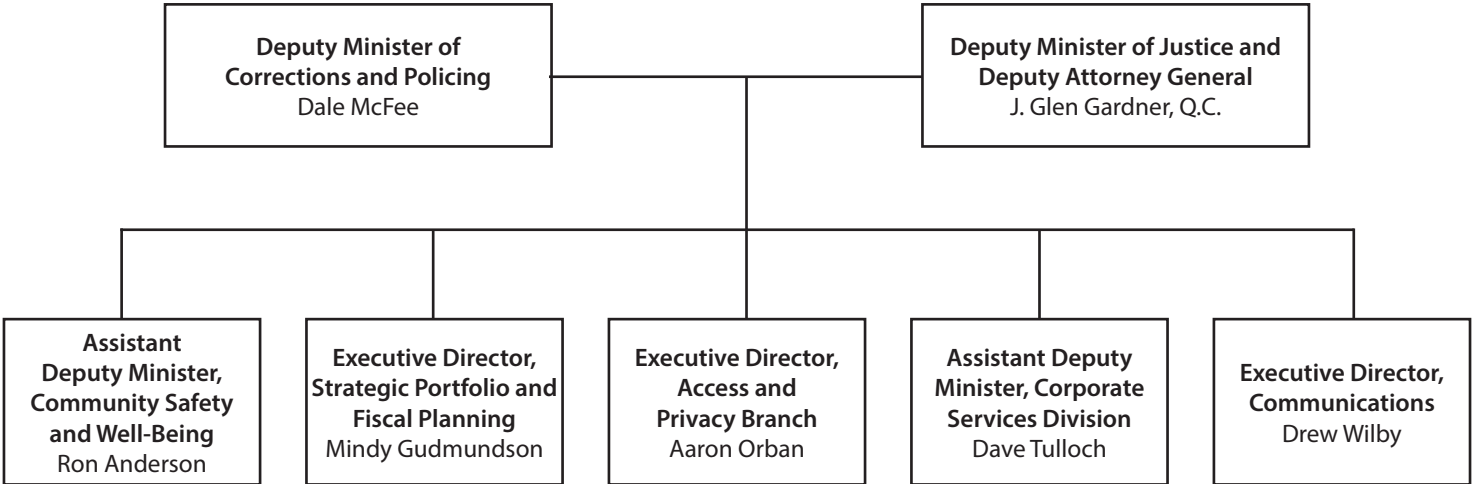 Deputy Minister of
Corrections and Policing
Dale McFee
Deputy Minister of Justice and
Deputy Attorney General
J. Glen Gardner, Q.C.
Assistant
Deputy Minister,
Community Safety
and Well-Being
Ron Anderson
Executive Director,
Strategic Portfolio and
Fiscal Planning
Mindy Gudmundson
Executive Director,
Access and
Privacy Branch
Aaron Orban
Assistant Deputy
Minister, Corporate
Services Division
Dave Tulloch
Executive Director,
Communications
Drew Wilby